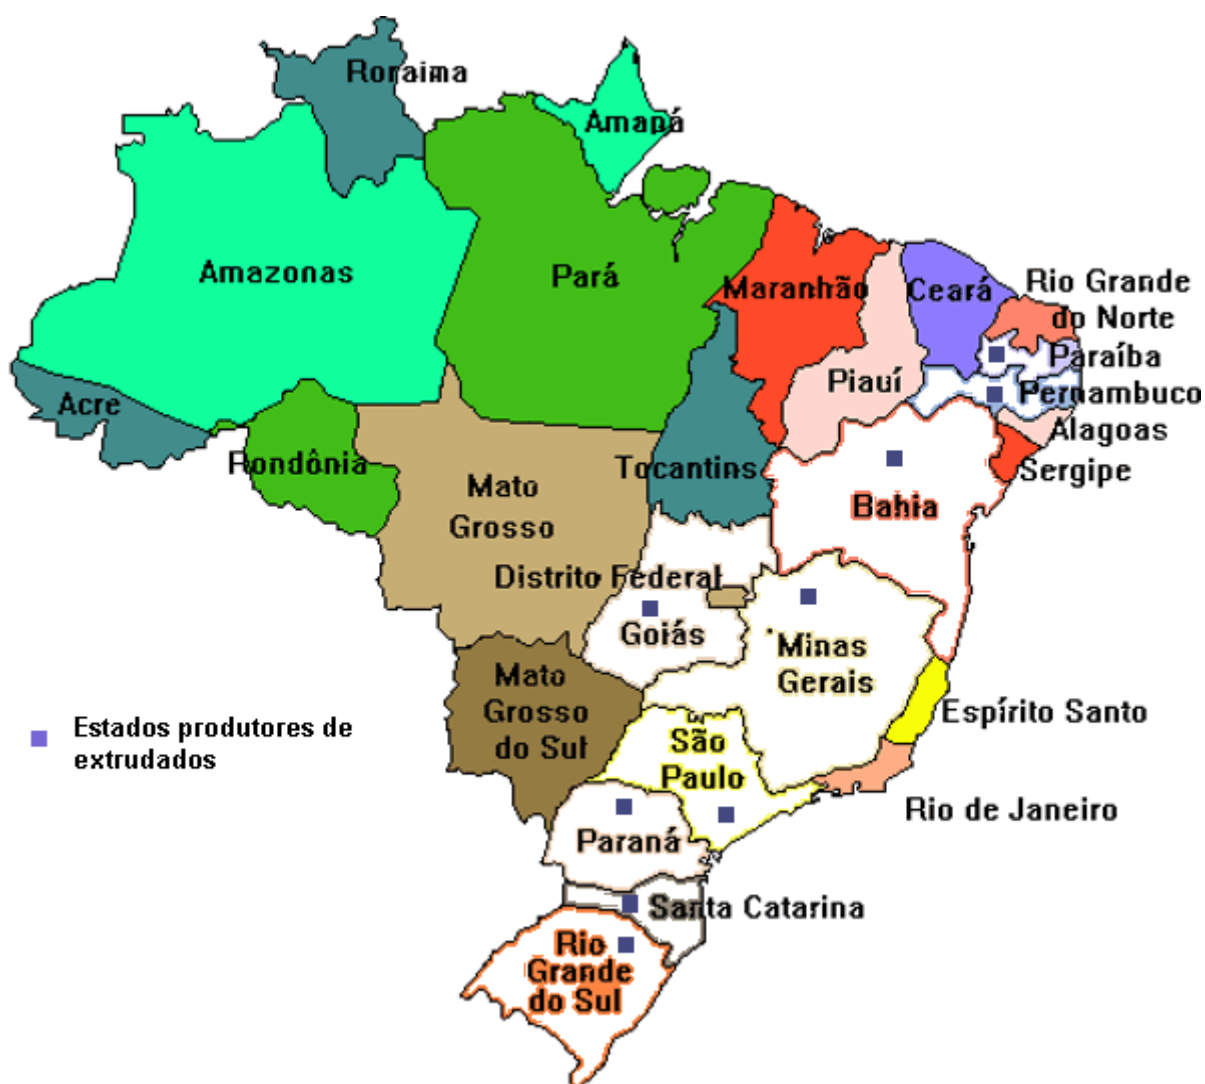 Roraima
Amapá
Amazonas
Pará
Maranhão
Ceará
Rio Grande
do Norte
Paraíba
Piauí
Pernambuco
Acre
Alagoas
Rondônia
Tocantins
Sergipe
Mato
Grosso
Bahia
Distrito Federal
Goiás
Minas
Gerais
Mato
Grosso
do Sul
Espírito Santo
Estados produtores de
extrudados
São
Paulo
Rio de Janeiro
Paraná
Santa Catarina
Rio
Grande
do Sul